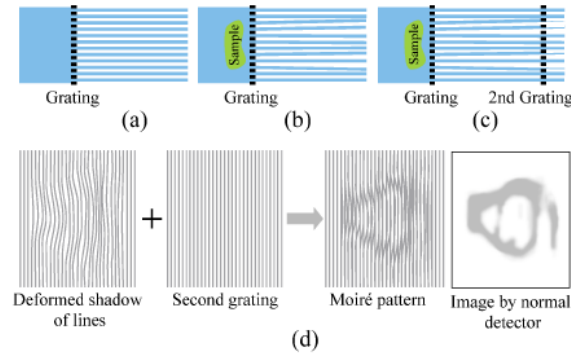 Sample
Sample
Grating
Grating
Grating
2nd Grating
(a)
(b)
(c)
Deformed shadow
of lines
Second grating
Moiré pattern
Image by normal
detector
(d)